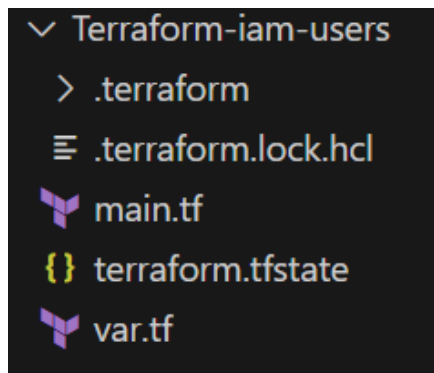 Terraform-iam-users
.terraform
.terraform.lock.hcl
main.tf
{} terraform.tfstate
var.tf